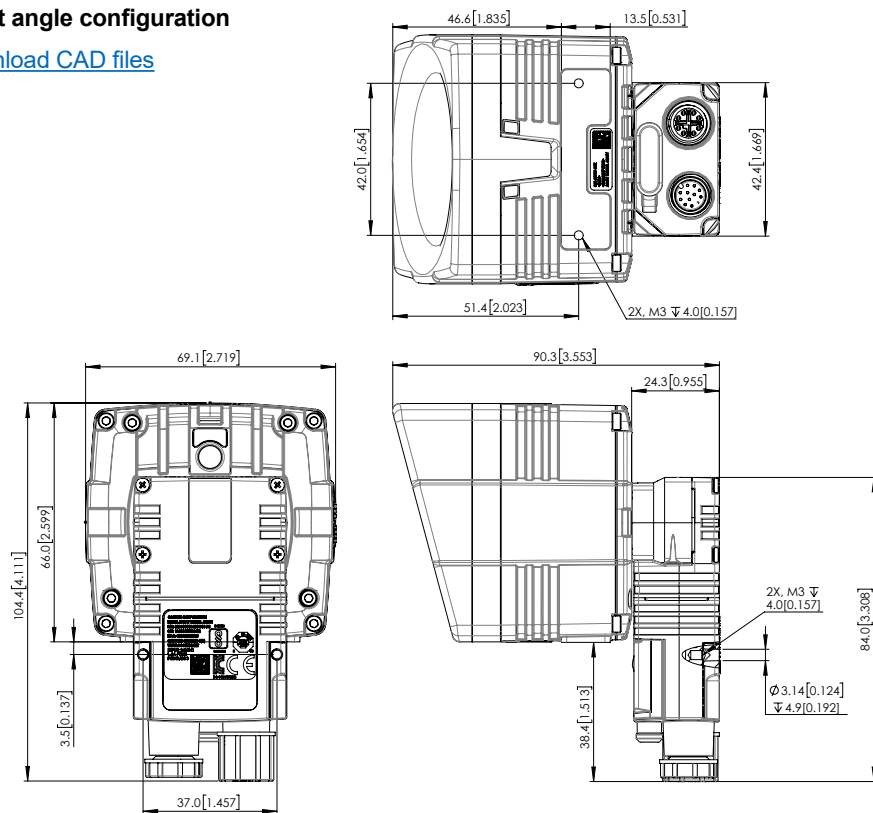 t angle configuration
nload CAD files
46.6[1.835]
13.5[0.531]
42.0[1.654]
42.4[1.669]
51.4[2.023]
2X, M3 ↧ 4.0[0.157]
69.1[2.719]
90.3[3.553]
24.3[0.955]
104.4[4.111]
66.0[2.599]
3.5[0.137]
37.0[1.457]
38.4[1.513]
2X, M3 ↧
4.0[0.157]
84.0[3.308]
Ø3.14[0.124]
↧4.9[0.192]
CE